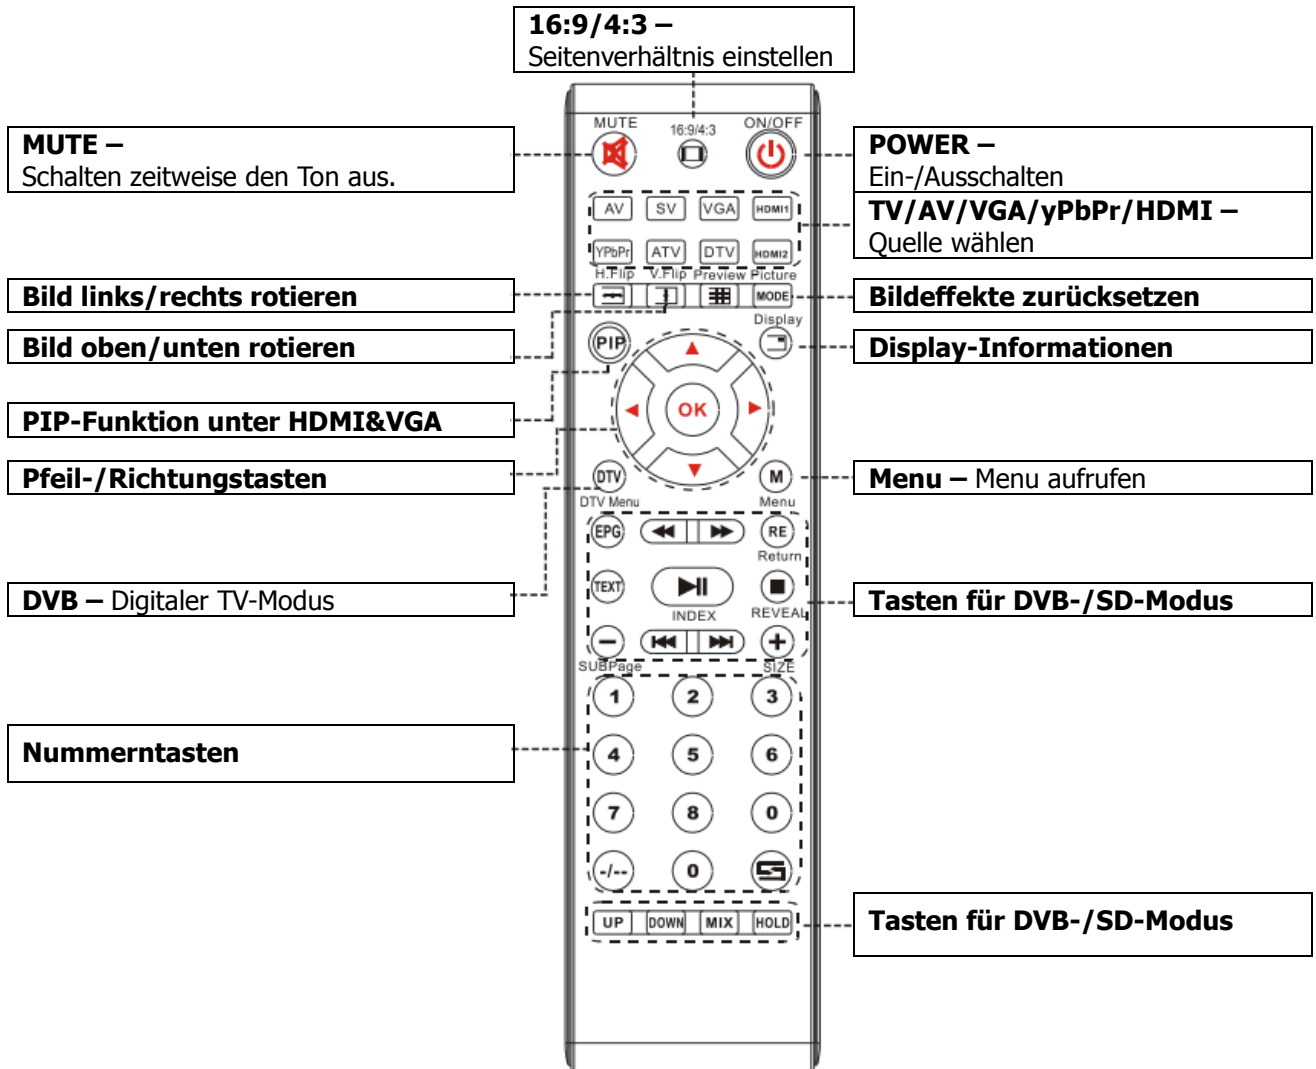 16:9/4:3 –
Seitenverhältnis einstellen
MUTE –
Schalten zeitweise den Ton aus.
MUTE
16:9/4:3
ON/OFF
POWER –
Ein-/Ausschalten
TV/AV/VGA/yPbPr/HDMI –
Quelle wählen
AV SV VGA HDMI1
YPbPr ATV DTV HDMI2
H.Flip V.Flip Preview Picture
MODE
Bild links/rechts rotieren
Bildeffekte zurücksetzen
Bild oben/unten rotieren
PIP
Display
Display-Informationen
OK
PIP-Funktion unter HDMI&VGA
Pfeil-/Richtungstasten
DTV
DTV Menu
M
Menu
Menu – Menu aufrufen
EPG
RE
Return
DVB – Digitaler TV-Modus
TEXT
INDEX
REVEAL
Tasten für DVB-/SD-Modus
SUBPage
SIZE
1 2 3
Nummerntasten
4 5 6
7 8 0
-/-- 0
UP DOWN MIX HOLD
Tasten für DVB-/SD-Modus